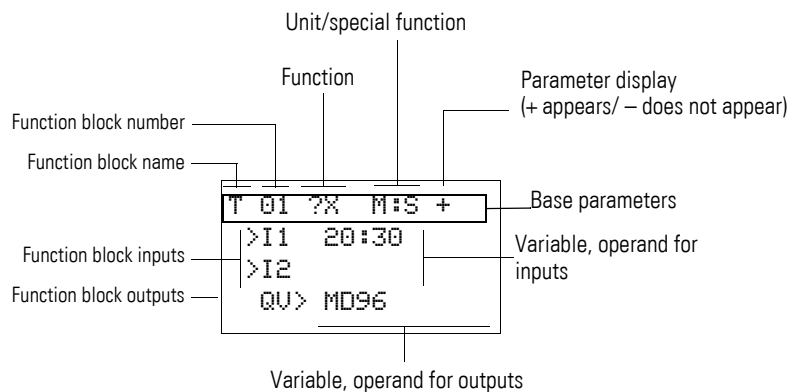 Unit/special function
Function
Parameter display
(+ appears/ – does not appear)
Function block number
Function block name
T 01 ?X M:S +
Base parameters
>I1 20:30
Variable, operand for
inputs
Function block inputs
>I2
Function block outputs
QV> MD96
Variable, operand for outputs